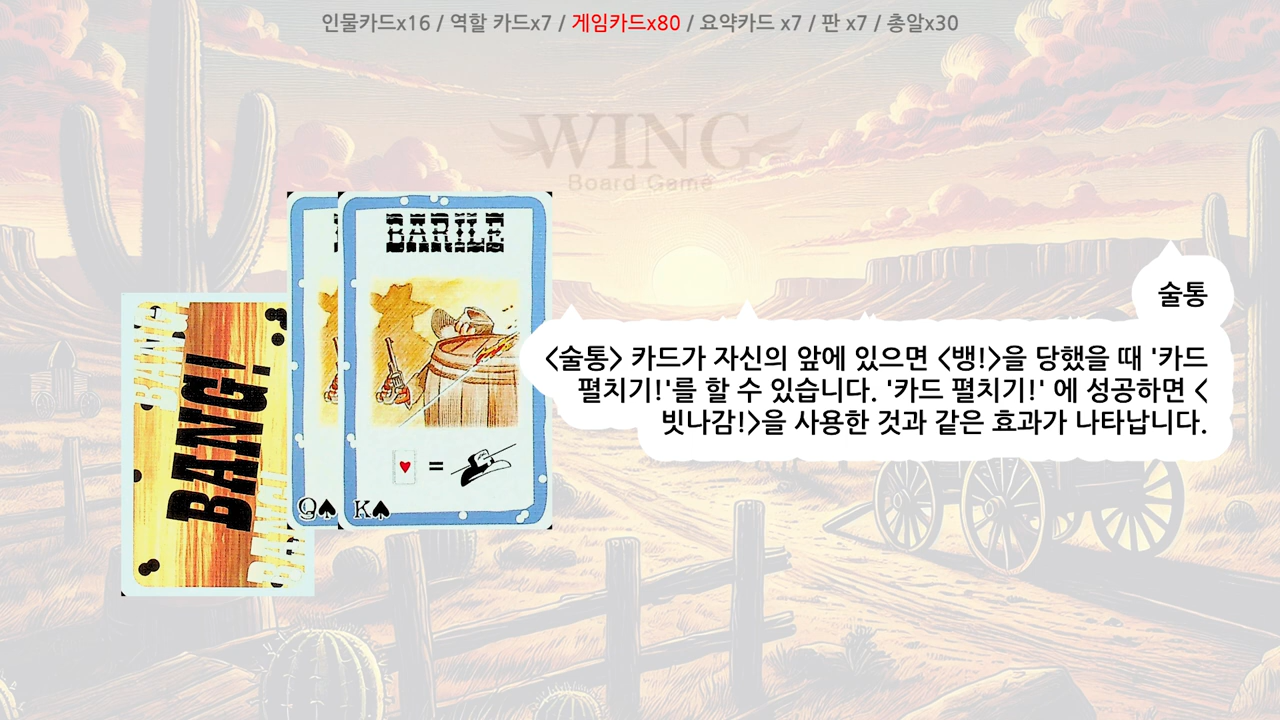 인물카드x16 / 역할 카드x7 / 게임카드x80 / 요약카드 x7 / 판 x7 / 총알x30
WING
Board Game
BARILE
=
Q♠
K♠
BANG!
BANG!
BANG!
술통
<술통> 카드가 자신의 앞에 있으면 <뱅!>을 당했을 때 '카드
펼치기!'를 할 수 있습니다. '카드 펼치기!' 에 성공하면 <
빗나감!>을 사용한 것과 같은 효과가 나타납니다.